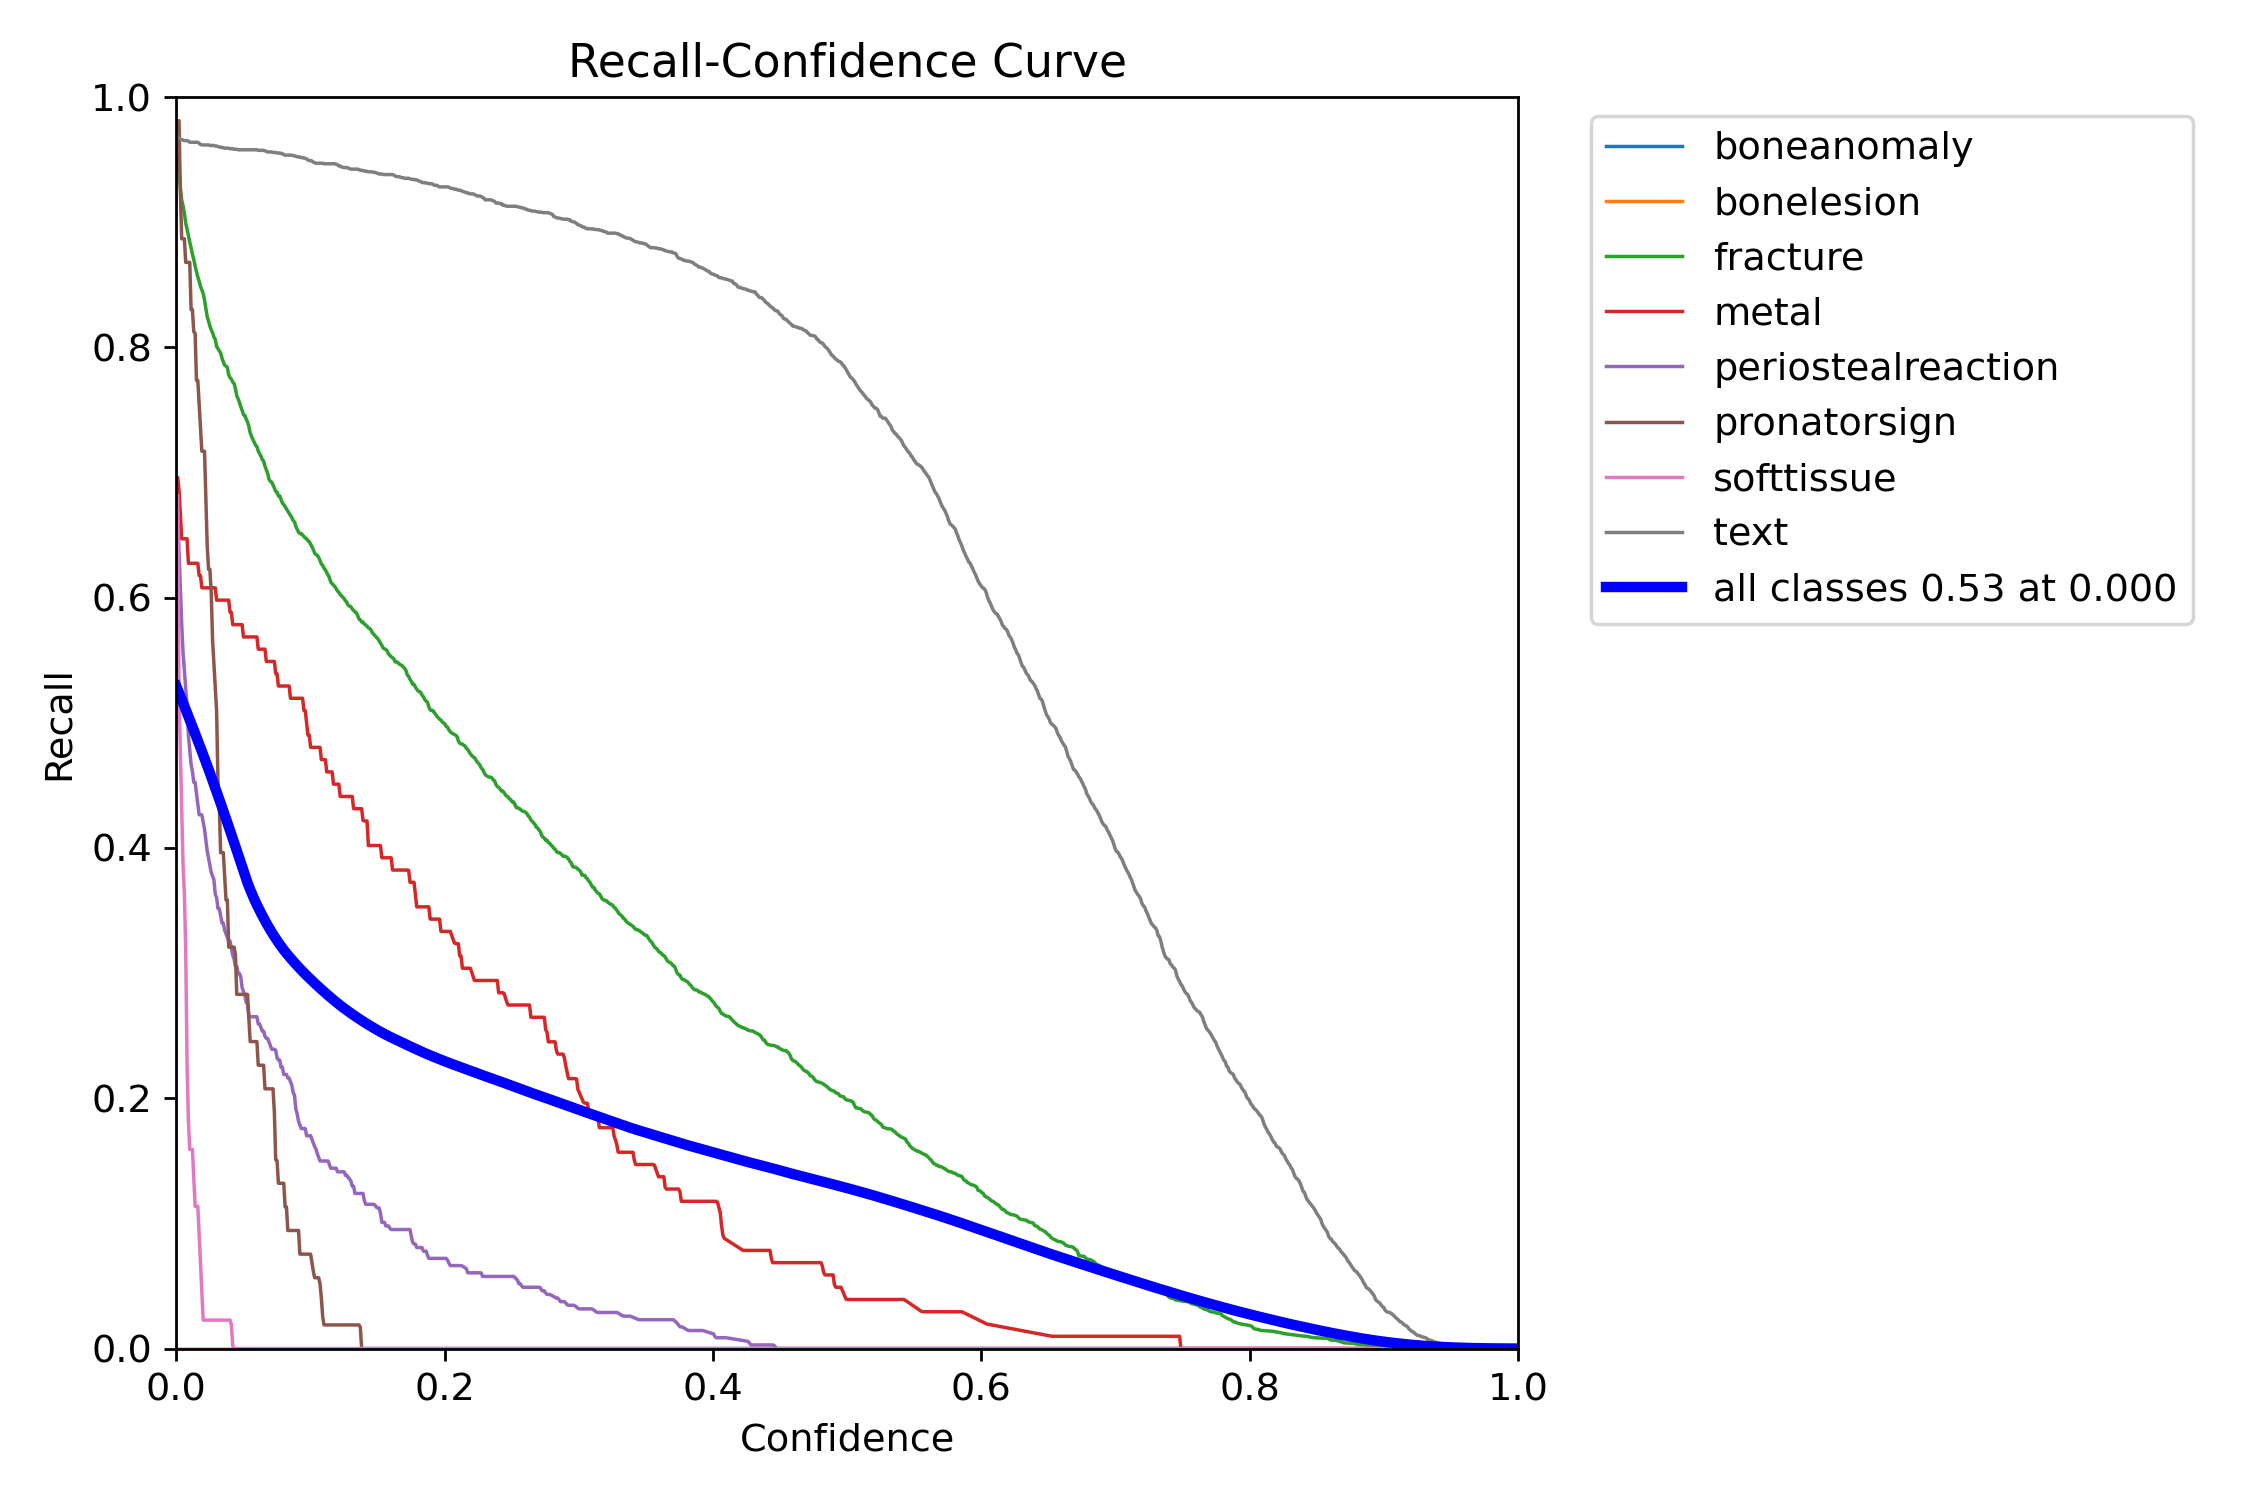 Recall-Confidence Curve
1.0
0.8
0.6
0.4
0.2
0.0
Recall
0.0 0.2 0.4 0.6 0.8 1.0
Confidence
boneanomaly
bonelesion
fracture
metal
periostealreaction
pronatorsign
softtissue
text
all classes 0.53 at 0.000